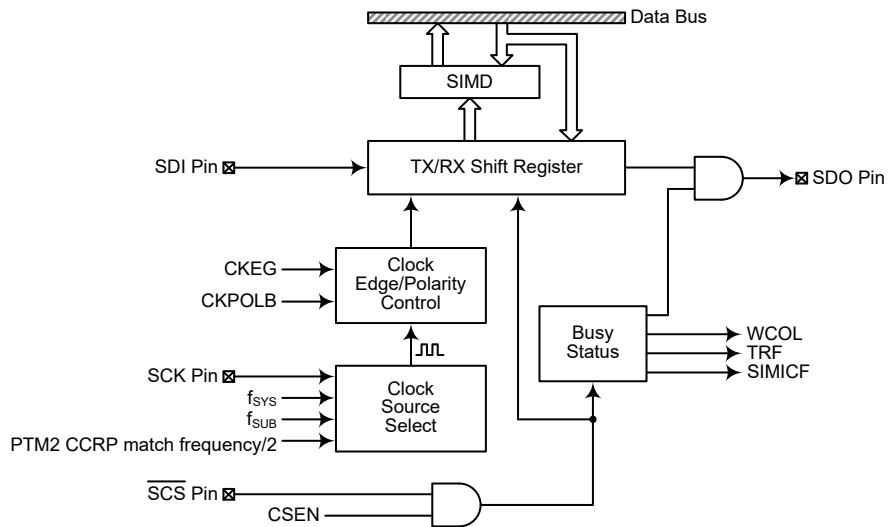 Data Bus
SIMD
SDI Pin
TX/RX Shift Register
SDO Pin
CKEG
CKPOLB
Clock
Edge/Polarity
Control
Busy
Status
WCOL
TRF
SIMICF
SCK Pin
fSYS
fSUB
PTM2 CCRP match frequency/2
Clock
Source
Select
SCS Pin
CSEN